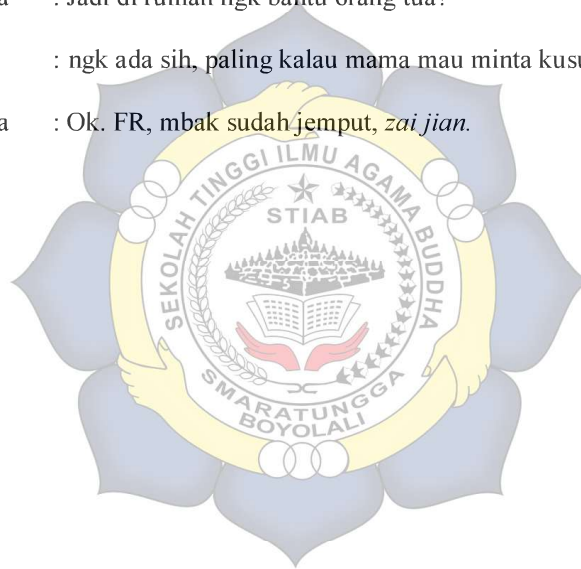 a : Jadi di rumah ngk bantu orang tua?
: ngk ada sih, paling kalau mama mau minta
a : Ok. FR, mbak sudah jemput, zai jian.
SEKOLAH TINGGI ILMU AGAMA BUDDHA
STIAB
SMARATUNGGA
BOYOLALI